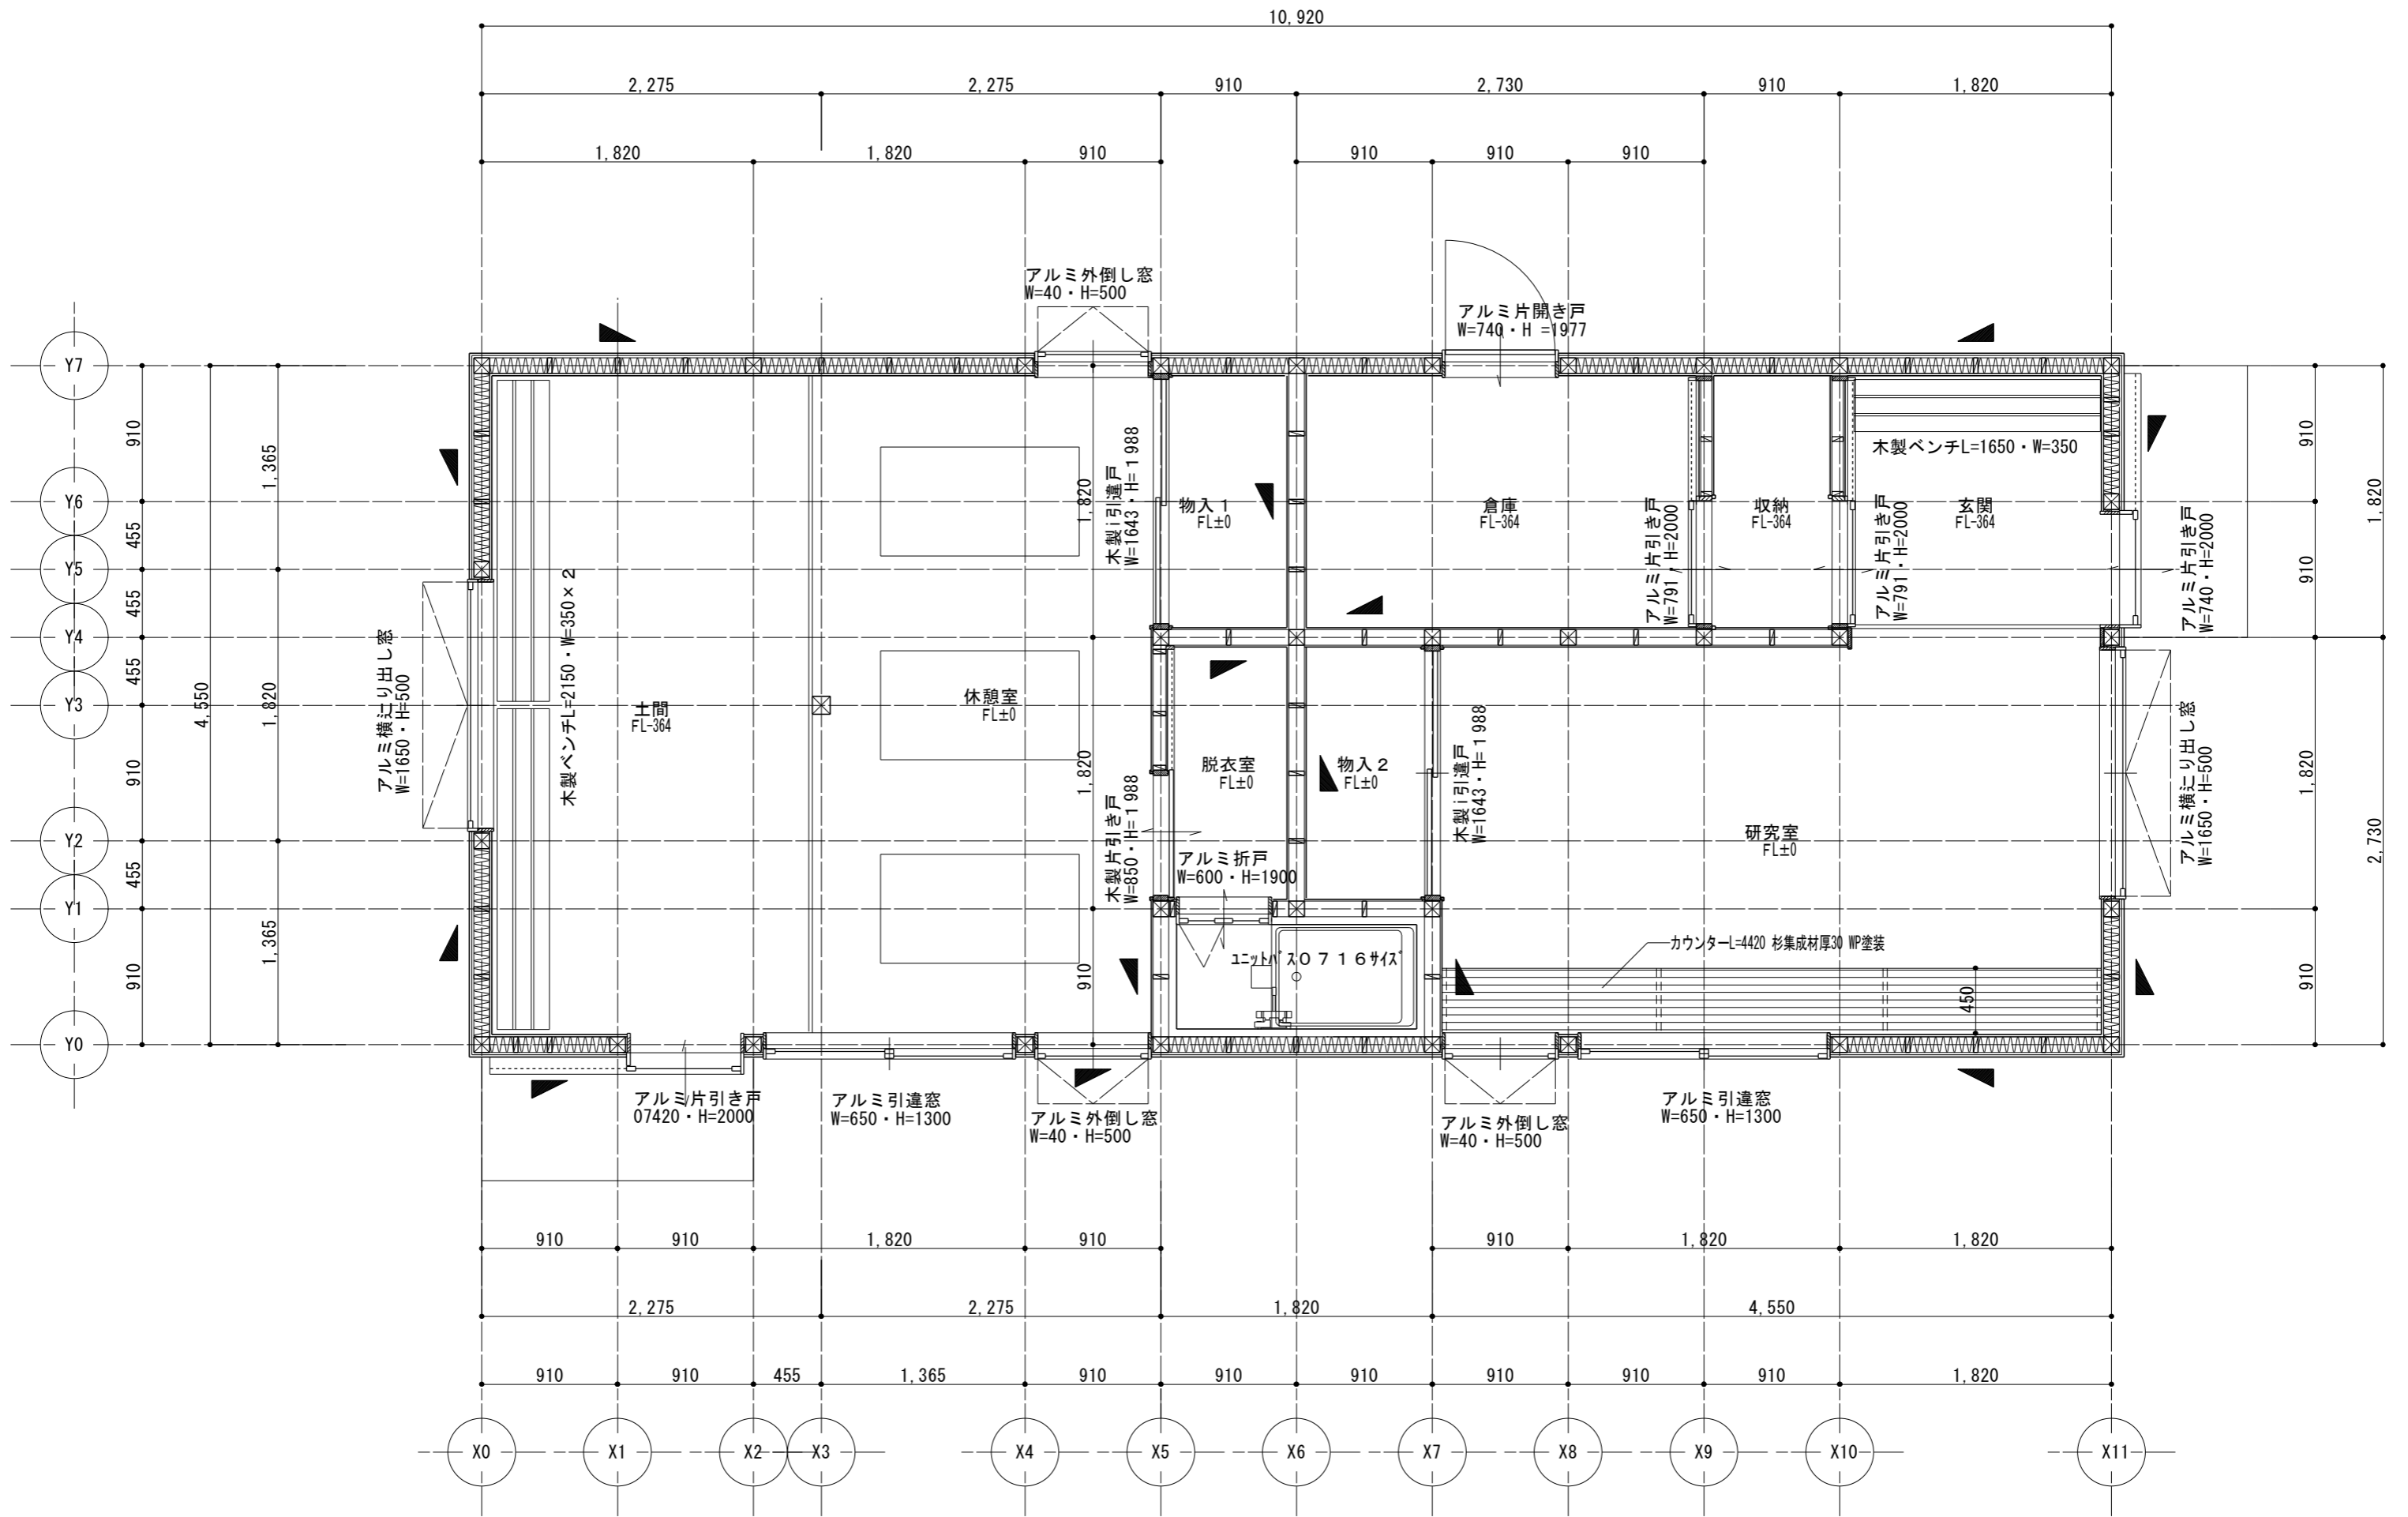 10,920
2,275
2,275
910
2,730
910
1,820
1,820
1,820
910
910
910
910
アルミ外倒し窓
W=40・H=500
アルミ片開き戸
W=740・H =1977
Y7
Y6
Y5
Y4
Y3
Y2
Y1
Y0
910
455
455
455
910
455
910
4,550
1,365
1,820
1,365
アルミ横辷り出し窓
W=1650・H=500
木製ベンチL=2150・W=350×２
土間
FL-364
休憩室
FL±0
1,820
1,820
910
木製i引違戸
W=1643・H=1988
物入１
FL±0
倉庫
FL-364
アルミ片引き戸
W=791・H=2000
収納
FL-364
アルミ片引き戸
W=791・H=2000
木製ベンチL=1650・W=350
玄関
FL-364
アルミ片引き戸
W=740・H=2000
木製片引き戸
W=850・H=1988
脱衣室
FL±0
物入２
FL±0
木製i引違戸
W=1643・H=1988
研究室
FL±0
アルミ横辷り出し窓
W=1650・H=500
アルミ折戸
W=600・H=1900
ﾕﾆｯﾄﾊﾞｽ０７１６ｻｲｽﾞ
カウンターL=4420 杉集成材厚30 WP塗装
450
910
910
1,820
910
1,820
2,730
アルミ片引き戸
07420・H=2000
アルミ引違窓
W=650・H=1300
アルミ外倒し窓
W=40・H=500
アルミ外倒し窓
W=40・H=500
アルミ引違窓
W=650・H=1300
910
910
1,820
910
910
1,820
1,820
2,275
2,275
1,820
4,550
910
910
455
1,365
910
910
910
910
910
910
1,820
X0
X1
X2
X3
X4
X5
X6
X7
X8
X9
X10
X11